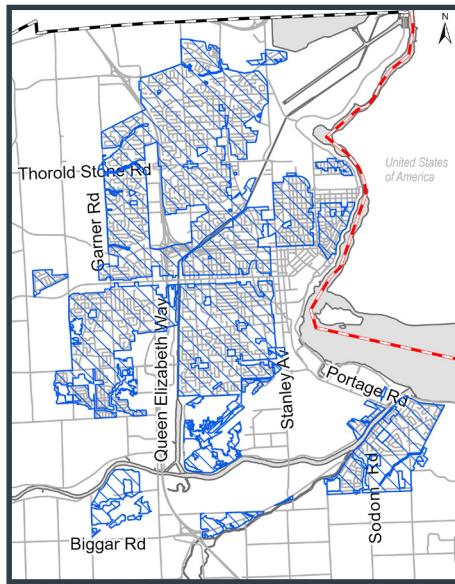 N
Thorold Stone Rd
United States
of America
Garner Rd
Queen Elizabeth Way
Stanley Av
Portage Rd
Sodom Rd
Biggar Rd